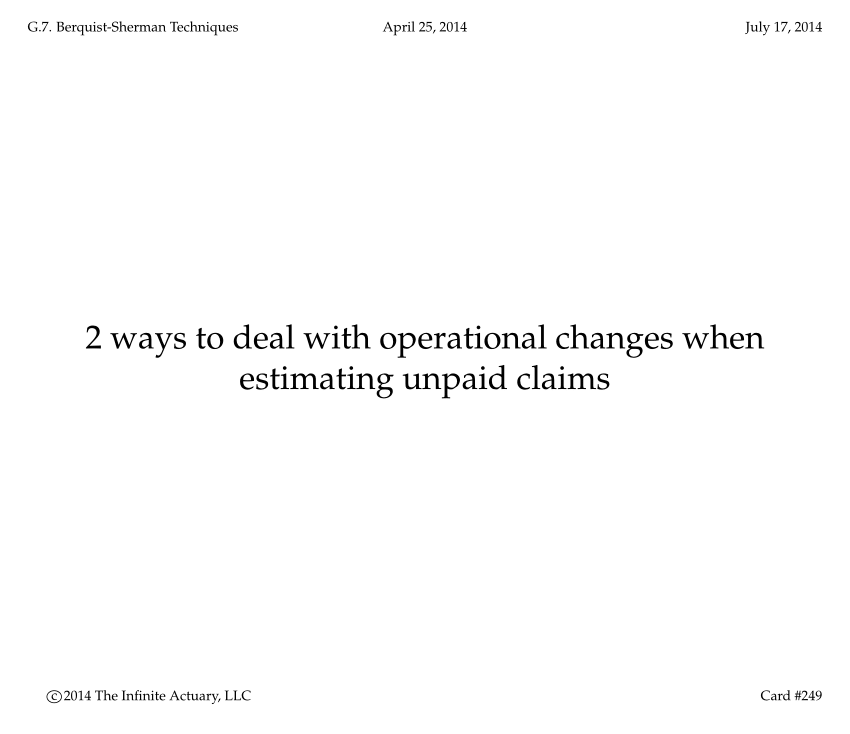 G.7. Berquist-Sherman Techniques April 25, 2014 July 17, 2014
2 ways to deal with operational changes when
estimating unpaid claims
©2014 The Infinite Actuary, LLC Card #249